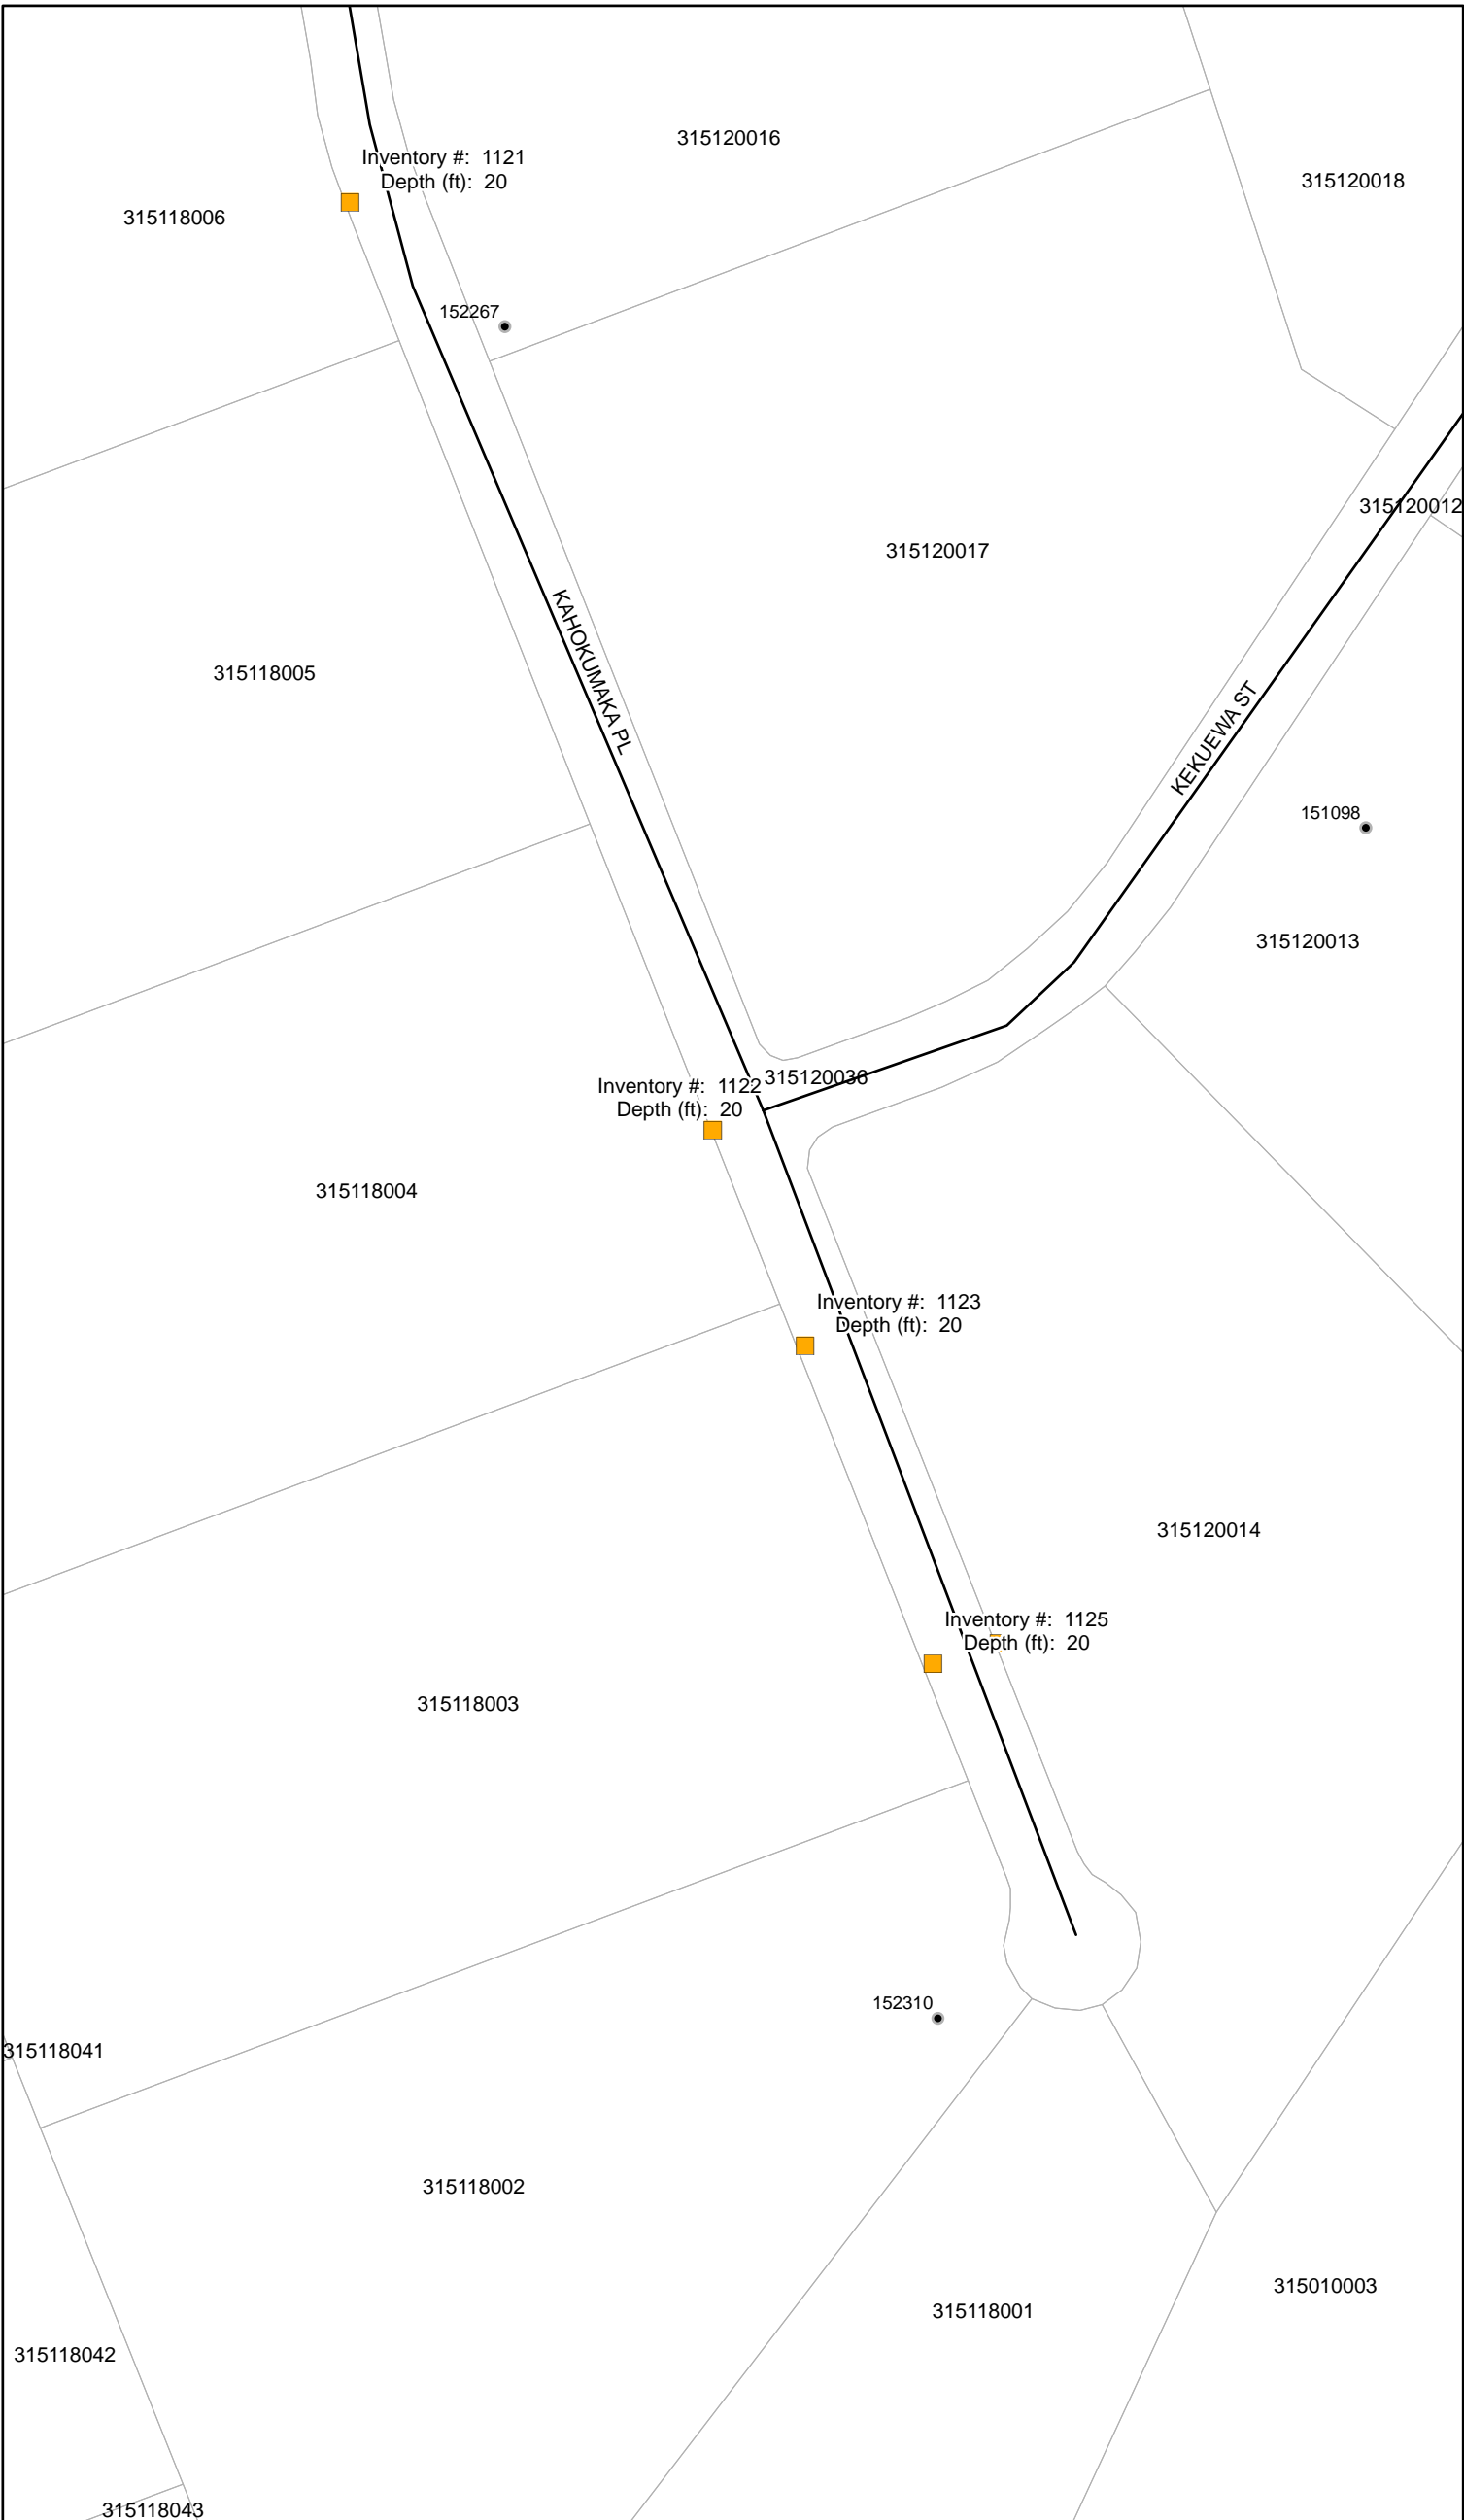 315120016
Inventory #: 1121
Depth (ft): 20
315120018
315118006
152267
315120012
315120017
KAHOKUMAKA PL
315118005
KEKUEWA ST
151098
315120013
315120036
Inventory #: 1122
Depth (ft): 20
315118004
Inventory #: 1123
Depth (ft): 20
315120014
Inventory #: 1125
Depth (ft): 20
315118003
152310
315118041
315118002
315010003
315118001
315118042
315118043